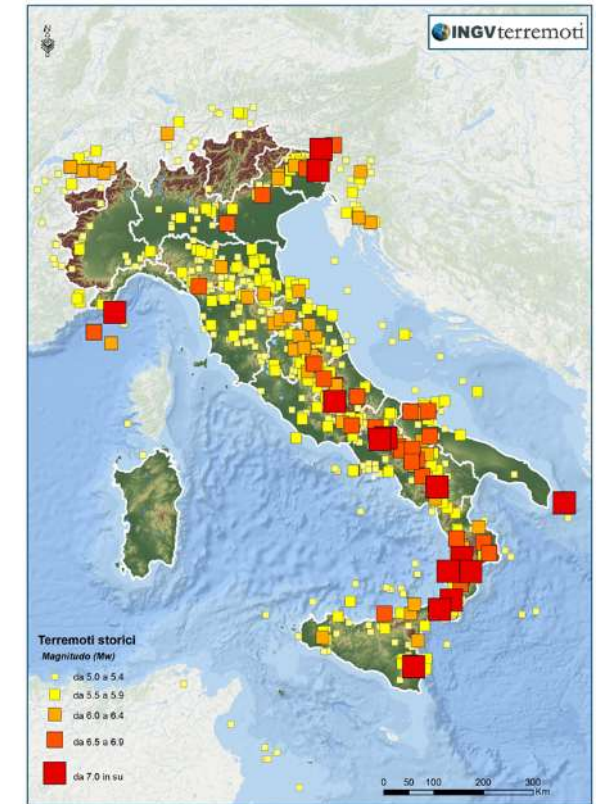 INGVterremoti
Terremoti storici
Magnitudo (Mw)
da 5.0 a 5.4
da 5.5 a 5.9
da 6.0 a 6.4
da 6.5 a 6.9
da 7.0 in su
0 50 100 200 300
Km